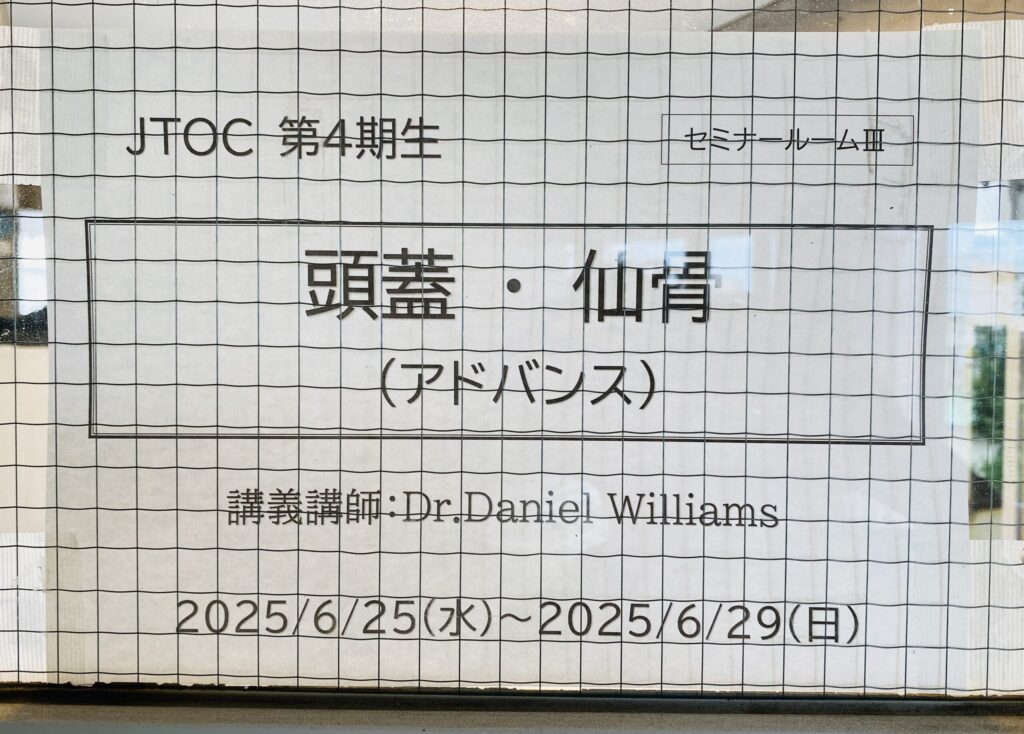 JTOC 第4期生
セミナールームⅢ
頭蓋・仙骨
(アドバンス)
講義講師:Dr.Daniel Williams
2025/6/25(水)~2025/6/29(日)